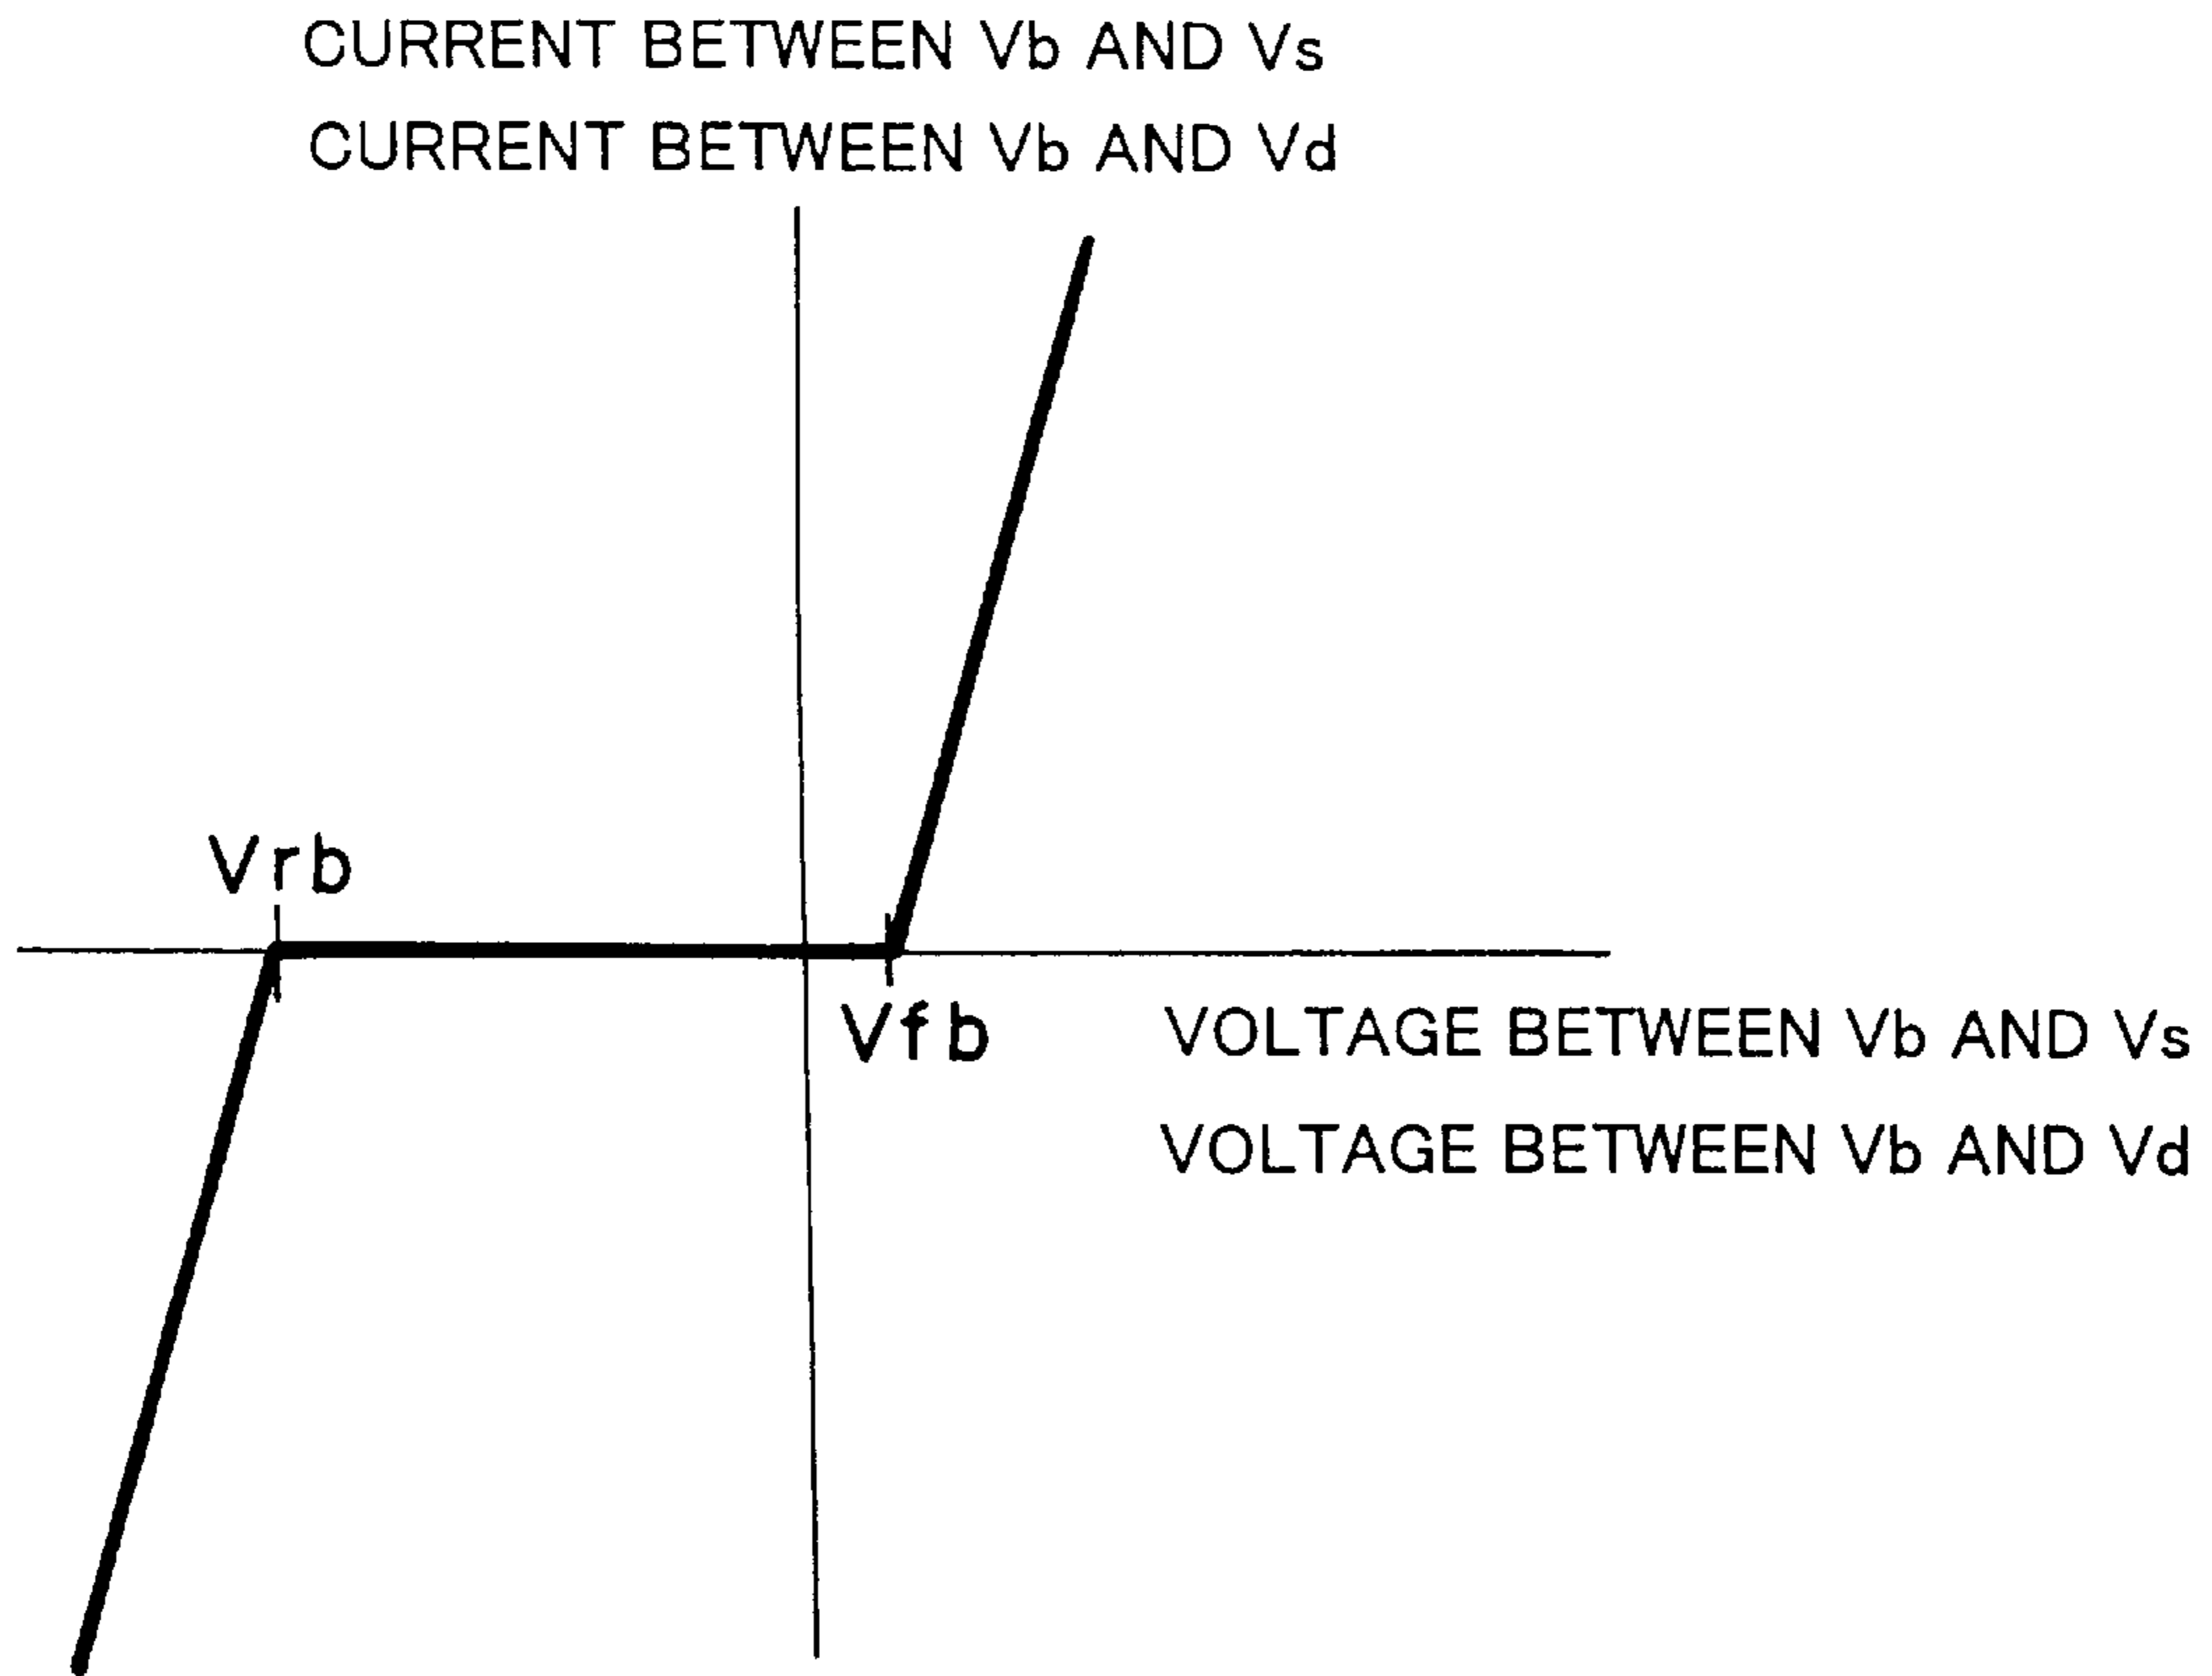 CURRENT BETWEEN Vb AND Vs
CURRENT BETWEEN Vb AND Vd
Vrb
Vfb
VOLTAGE BETWEEN Vb AND Vs
VOLTAGE BETWEEN Vb AND Vd